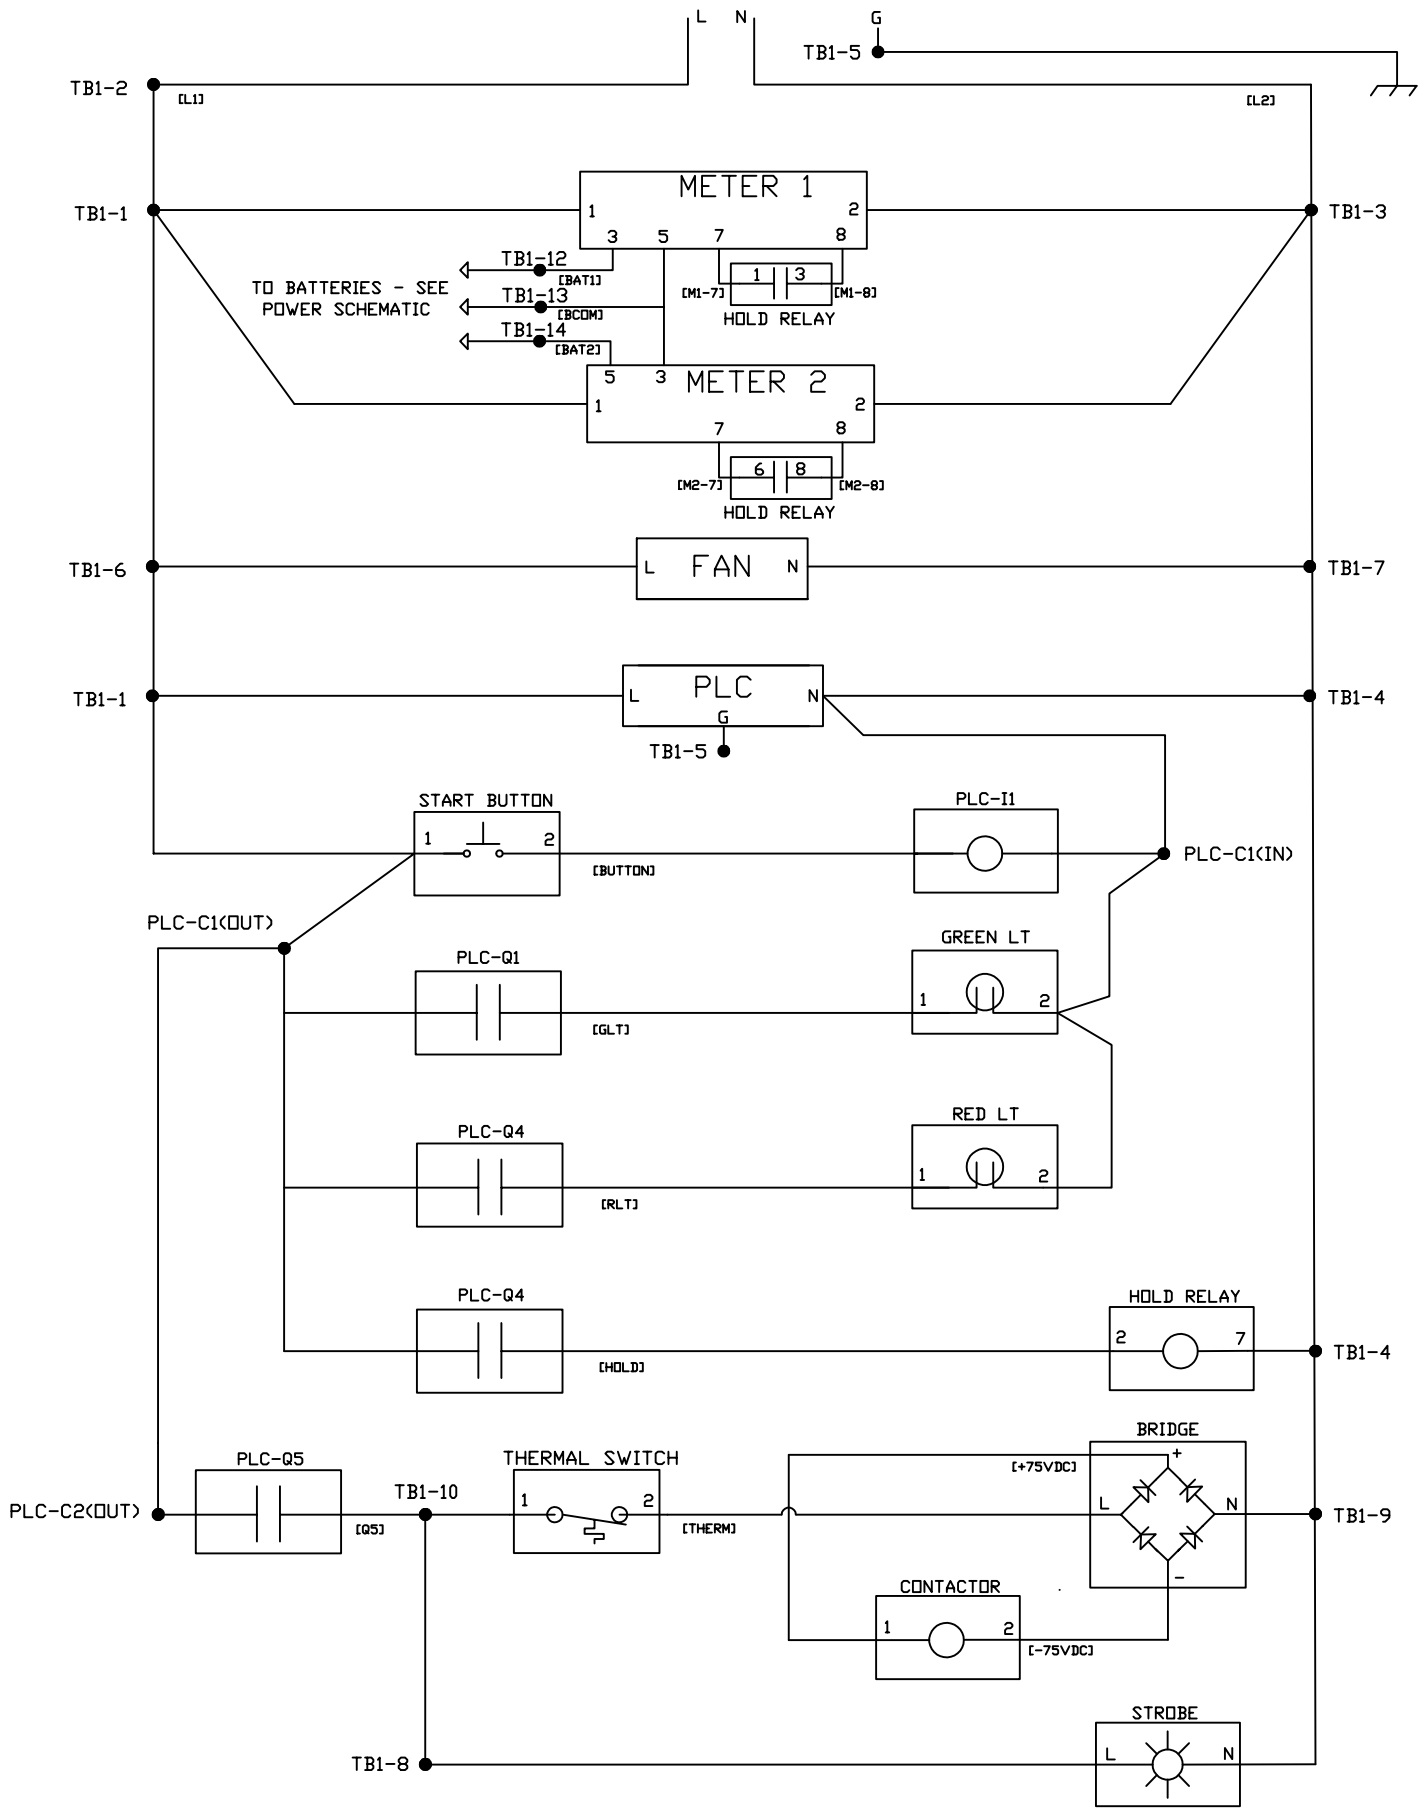 L N G
TB1-5
TB1-2
[L1] [L2]
METER 1
TB1-1 1 2 TB1-3
3 5 7 8
TB1-12
[BAT1]
1 3
TO BATTERIES - SEE
POWER SCHEMATIC
TB1-13
[BCOM]
[M1-7] [M1-8]
HOLD RELAY
TB1-14
[BAT2]
5 3 METER 2
1 2
7 8
6 8
[M2-7] [M2-8]
HOLD RELAY
TB1-6 L FAN N TB1-7
PLC
TB1-1 L N TB1-4
G
TB1-5
START BUTTON PLC-I1
1 2
[BUTTON]
PLC-C1(IN)
PLC-C1(OUT)
PLC-Q1 GREEN LT
1 2
[GLT]
PLC-Q4 RED LT
1 2
[RLT]
PLC-Q4 HOLD RELAY
2 7
[HOLD]
TB1-4
BRIDGE
PLC-Q5 THERMAL SWITCH
+
[+75VDC]
TB1-10
1 2 L N
PLC-C2(OUT) TB1-9
[Q5] [THERM]
-
CONTACTOR
1 2
[-75VDC]
STROBE
L N
TB1-8